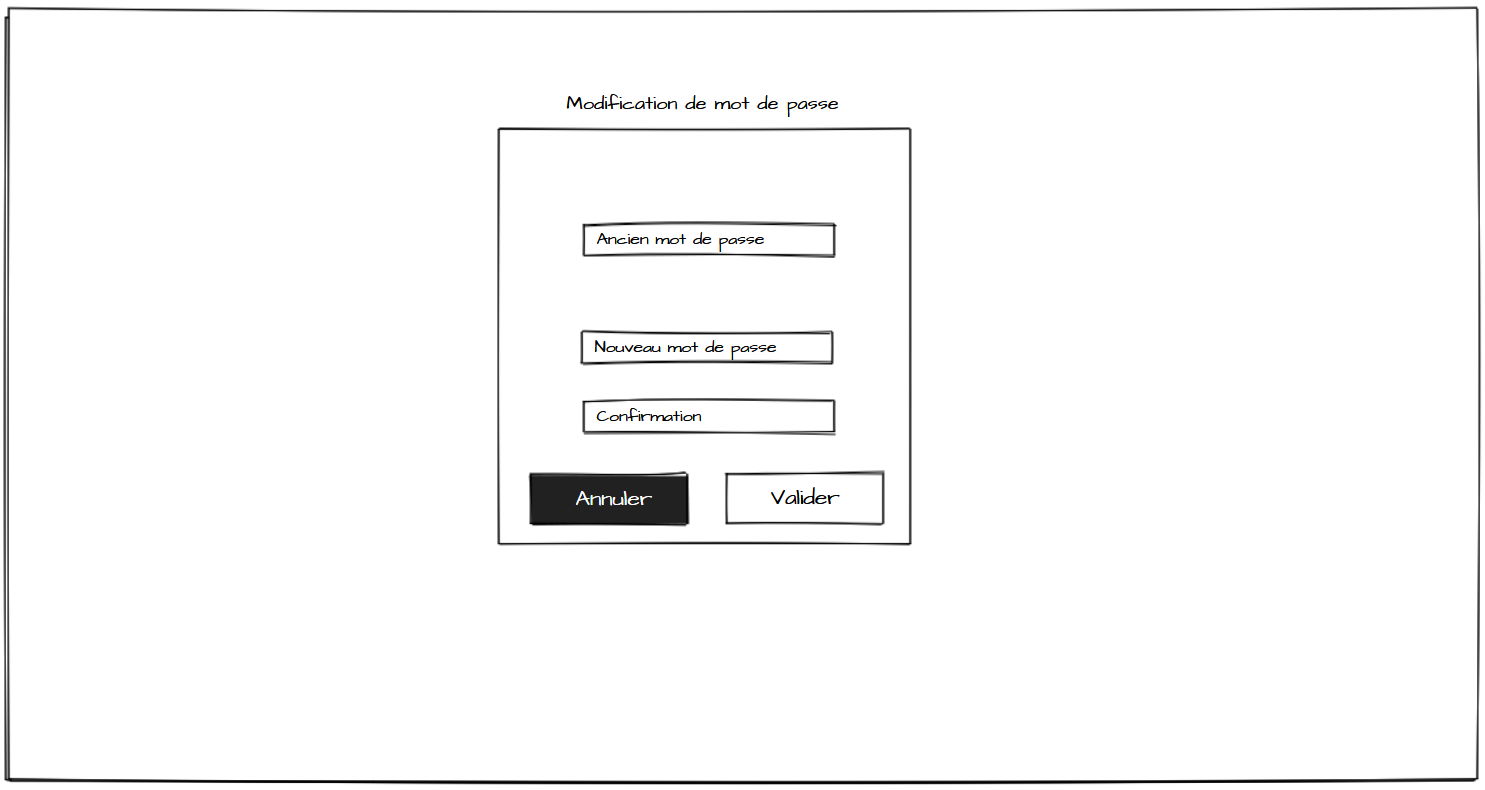 Modification de mot de passe
Ancien mot de passe
Nouveau mot de passe
Confirmation
Annuler
Valider